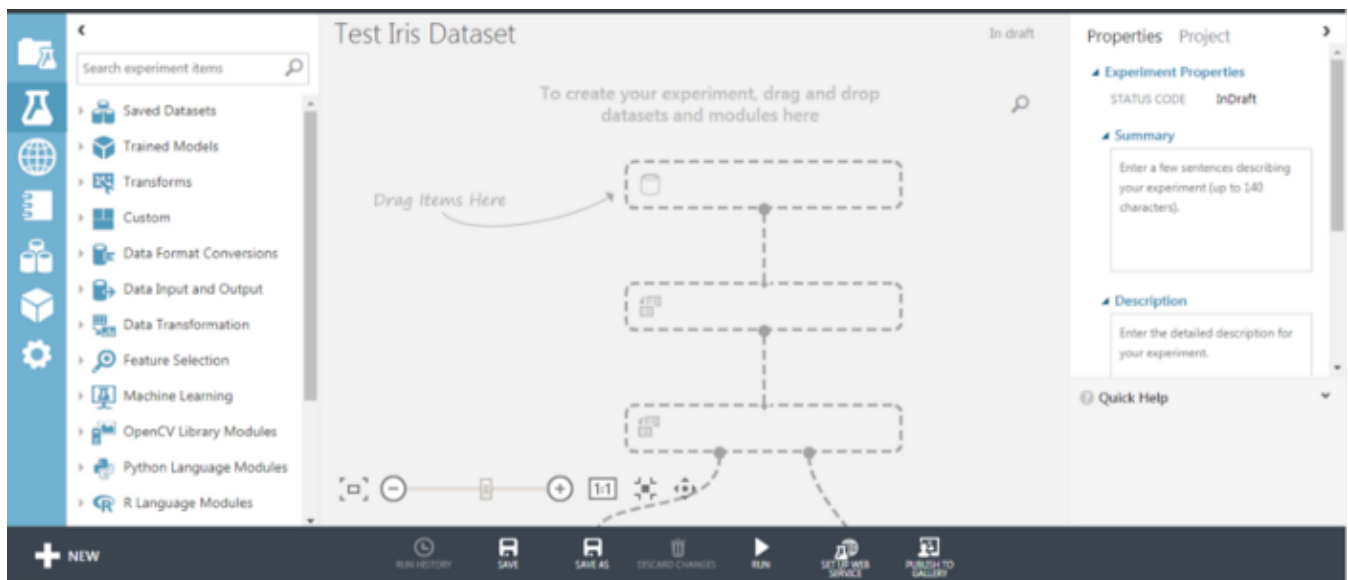 Test Iris Dataset
In draft
Search experiment items
Saved Datasets
Trained Models
Transforms
Custom
Data Format Conversions
Data Input and Output
Data Transformation
Feature Selection
Machine Learning
OpenCV Library Modules
Python Language Modules
R Language Modules
To create your experiment, drag and drop
datasets and modules here
Drag Items Here
1:1
Properties Project
Experiment Properties
STATUS CODE InDraft
Summary
Enter a few sentences describing
your experiment (up to 140
characters).
Description
Enter the detailed description for
your experiment.
Quick Help
NEW
RUN HISTORY
SAVE
SAVE AS
DISCARD CHANGES
RUN
SET UP WEB
SERVICE
PUBLISH TO
GALLERY